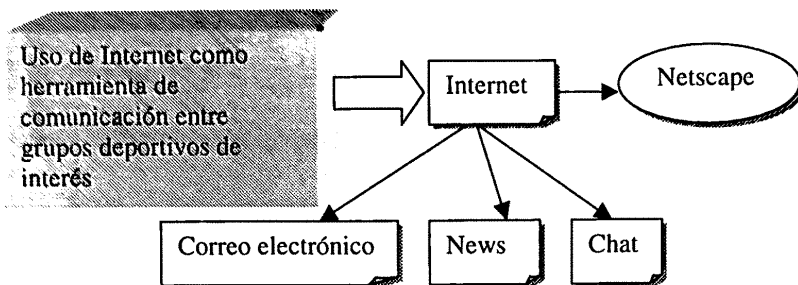 Uso de Internet como
herramienta de
comunicación entre
grupos deportivos de
interés
Internet
Netscape
Correo electrónico
News
Chat